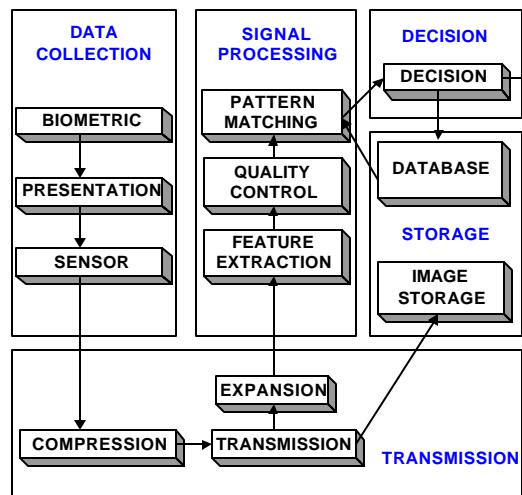 DATA
COLLECTION
BIOMETRIC
PRESENTATION
SENSOR
SIGNAL
PROCESSING
PATTERN
MATCHING
QUALITY
CONTROL
FEATURE
EXTRACTION
DECISION
DECISION
DATABASE
STORAGE
IMAGE
STORAGE
EXPANSION
COMPRESSION
TRANSMISSION
TRANSMISSION